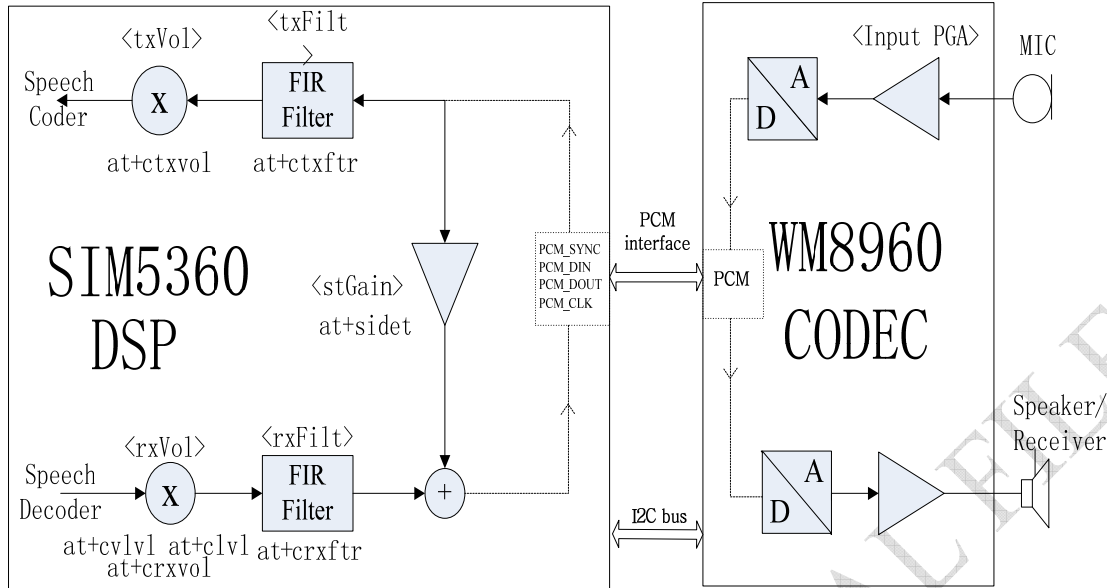 <txVol>
<txFilt
>
Speech
Coder
X
FIR
Filter
at+ctxvol
at+ctxftr
SIM5360
DSP
<stGain>
at+sidet
PCM_SYNC
PCM_DIN
PCM_DOUT
PCM_CLK
<rxVol>
<rxFilt>
Speech
Decoder
X
FIR
Filter
+
at+cvlvl at+clvl
at+crxvol
at+crxftr
PCM
interface
I2C bus
<Input PGA>
MIC
A
D
PCM
WM8960
CODEC
A
D
Speaker/
Receiver
AL FILE